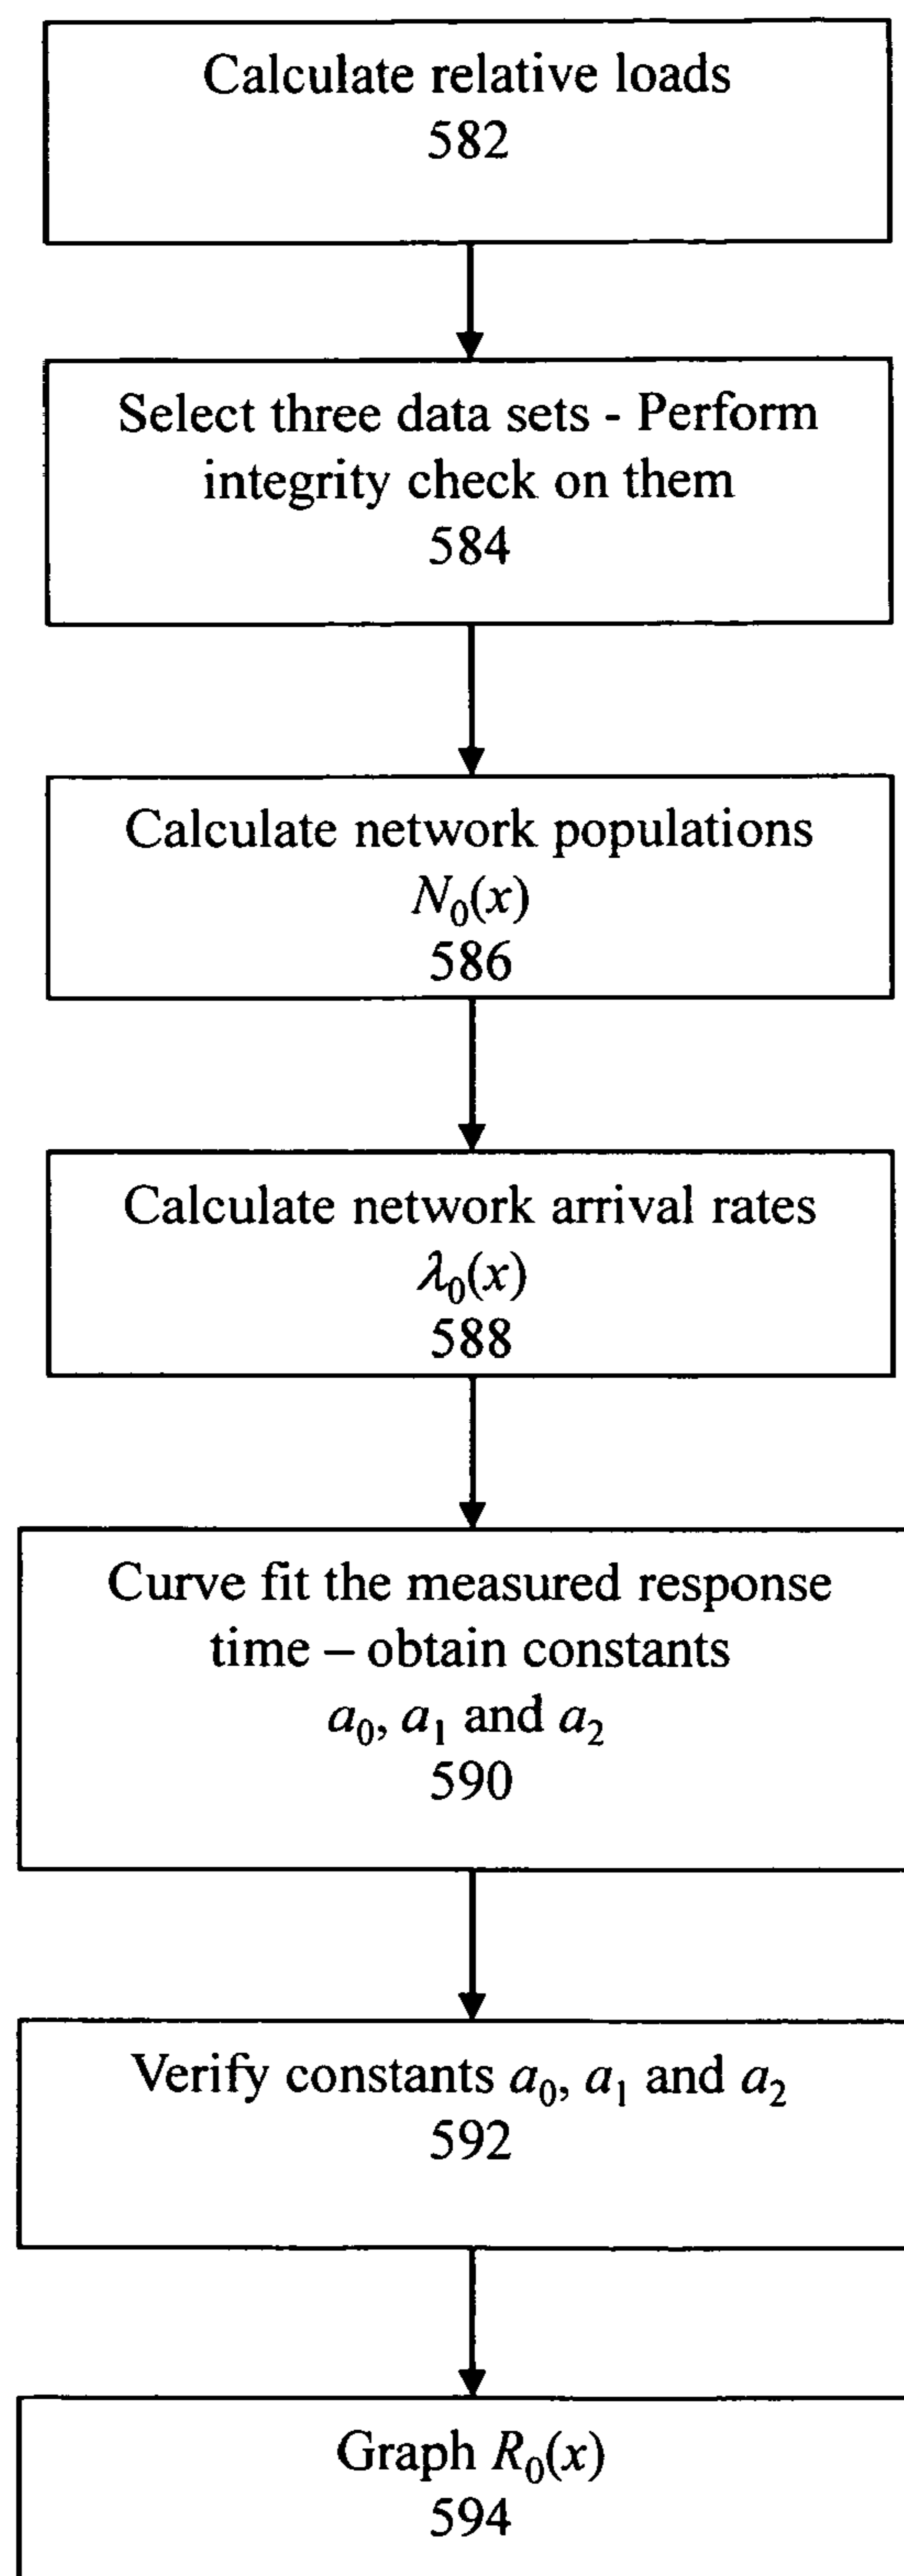 Calculate relative loads
582
Select three data sets - Perform
integrity check on them
584
Calculate network populations
N₀(x)
586
Calculate network arrival rates
λ₀(x)
588
Curve fit the measured response
time – obtain constants
a₀, a₁ and a₂
590
Verify constants a₀, a₁ and a₂
592
Graph R₀(x)
594